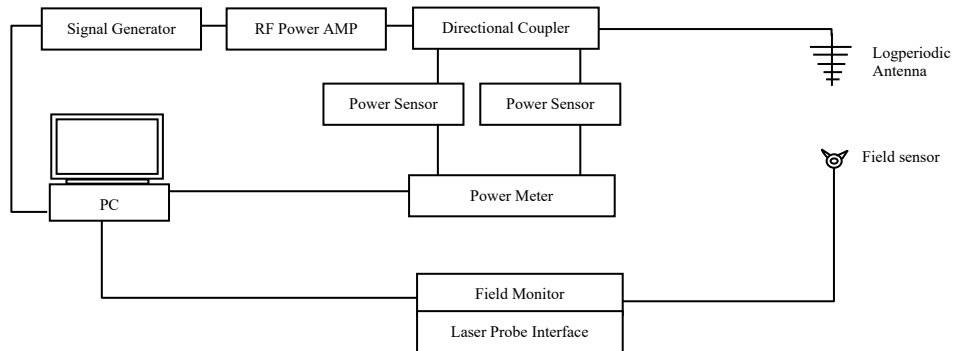 Signal Generator
RF Power AMP
Directional Coupler
Logperiodic
Antenna
Power Sensor
Power Sensor
Field sensor
PC
Power Meter
Field Monitor
Laser Probe Interface